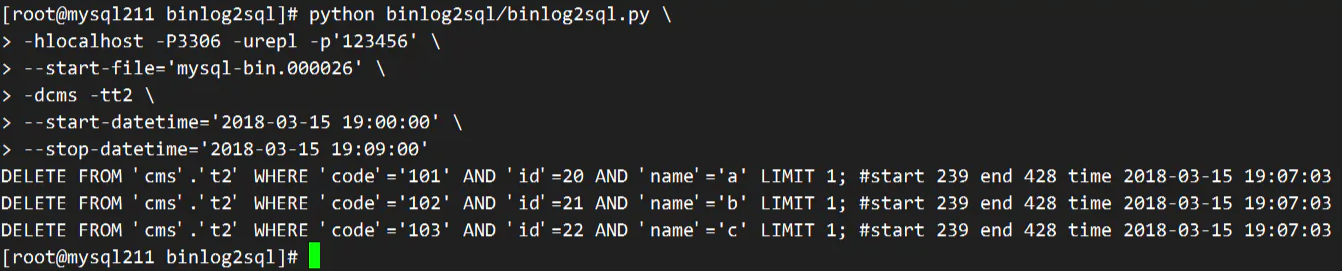 [root@mysql211 binlog2sql]# python binlog2sql/binlog2sql.py \
> -hlocalhost -P3306 -urepl -p'123456' \
> --start-file='mysql-bin.000026' \
> -dcms -tt2 \
> --start-datetime='2018-03-15 19:00:00' \
> --stop-datetime='2018-03-15 19:09:00'
DELETE FROM `cms`.`t2` WHERE `code`='101' AND `id`=20 AND `name`='a' LIMIT 1; #start 239 end 428 time 2018-03-15 19:07:03
DELETE FROM `cms`.`t2` WHERE `code`='102' AND `id`=21 AND `name`='b' LIMIT 1; #start 239 end 428 time 2018-03-15 19:07:03
DELETE FROM `cms`.`t2` WHERE `code`='103' AND `id`=22 AND `name`='c' LIMIT 1; #start 239 end 428 time 2018-03-15 19:07:03
[root@mysql211 binlog2sql]#